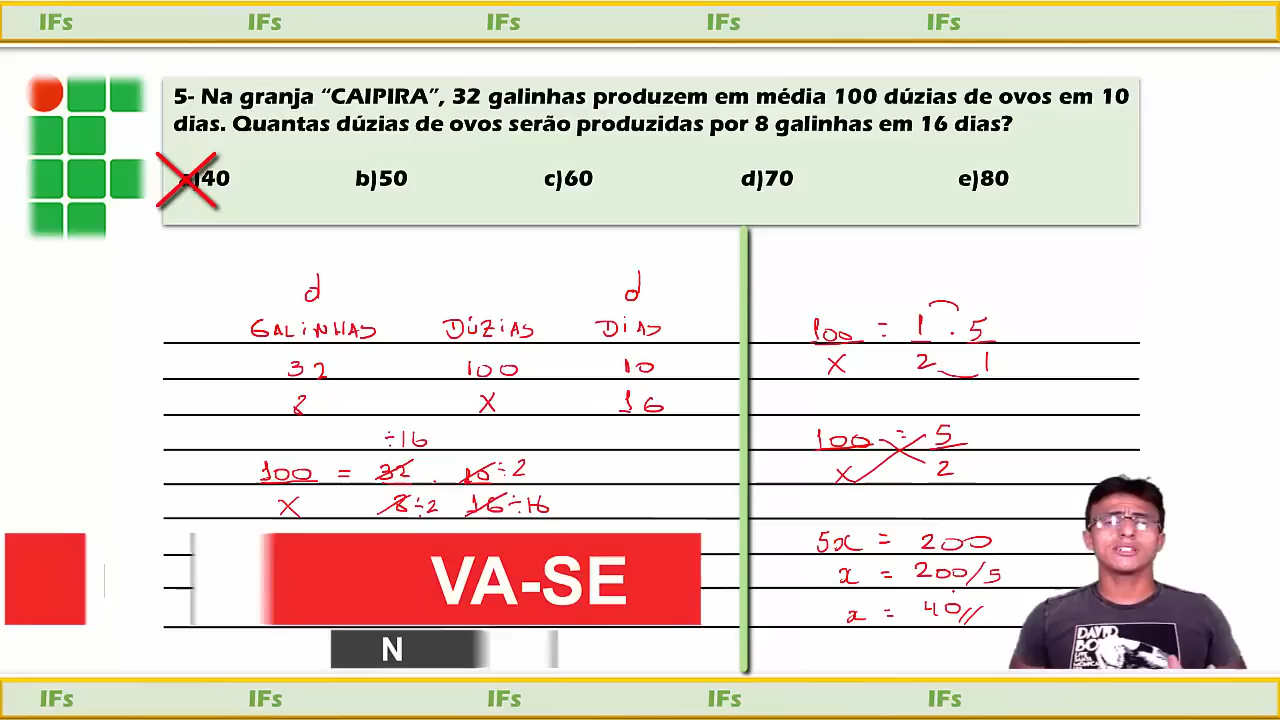 IFs IFs IFs IFs IFs
5- Na granja “CAIPIRA”, 32 galinhas produzem em média 100 dúzias de ovos em 10
dias. Quantas dúzias de ovos serão produzidas por 8 galinhas em 16 dias?
a)40 b)50 c)60 d)70 e)80
d d
GALINHAS DÚZIAS DIAS
32 100 10
8 X 16
÷16
100 = 32 . 10 ÷2
X 8÷2 16÷16
100 = 1 . 5
X 2 1
100 = 5
X 2
5x = 200
x = 200/5
x = 40//
VA-SE
N
DAVID
BO
IFs IFs IFs IFs IFs